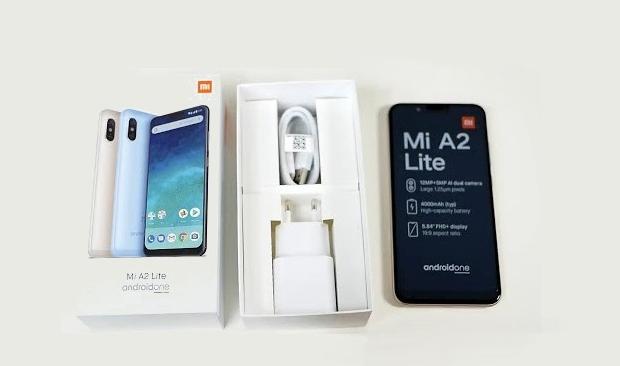 mi
Mi A2 Lite
androidone
mi
Mi A2
Lite
12MP+5MP AI dual camera
Large 1.25μm pixels
4000mAh (typ)
High-capacity battery
5.84" FHD+ display
19:9 aspect ratio
androidone